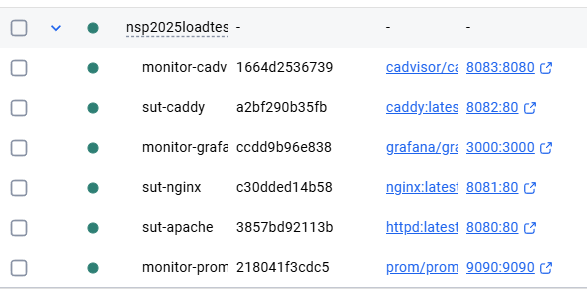 nsp2025loadtes - - -
monitor-cadv 1664d2536739 cadvisor/ca 8083:8080
sut-caddy a2bf290b35fb caddy:lates 8082:80
monitor-grafa ccdd9b96e838 grafana/gra 3000:3000
sut-nginx c30dded14b58 nginx:latest 8081:80
sut-apache 3857bd92113b httpd:latest 8080:80
monitor-prom 218041f3cdc5 prom/prom 9090:9090